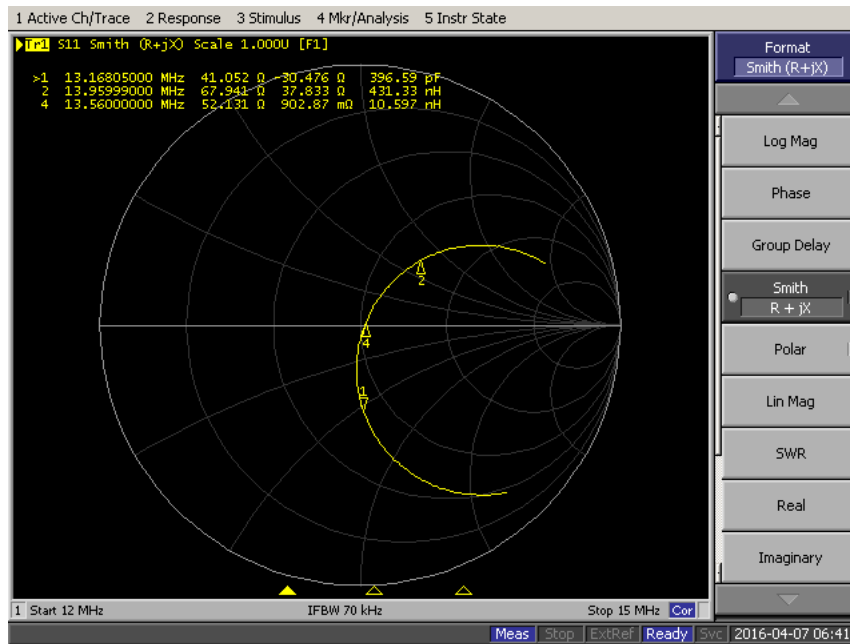 1 Active Ch/Trace 2 Response 3 Stimulus 4 Mkr/Analysis 5 Instr State
Tr1 S11 Smith (R+jX) Scale 1.000U [F1]
>1 13.16805000 MHz 41.052 Ω -30.476 Ω 396.59 pF
2 13.95999000 MHz 67.941 Ω 37.833 Ω 431.33 nH
4 13.56000000 MHz 52.131 Ω 902.87 mΩ 10.597 nH
2
4
1
1 Start 12 MHz IFBW 70 kHz Stop 15 MHz Cor
Format
Smith (R+jX)
Log Mag
Phase
Group Delay
Smith
R + jX
Polar
Lin Mag
SWR
Real
Imaginary
Meas Stop ExtRef Ready Svc 2016-04-07 06:41